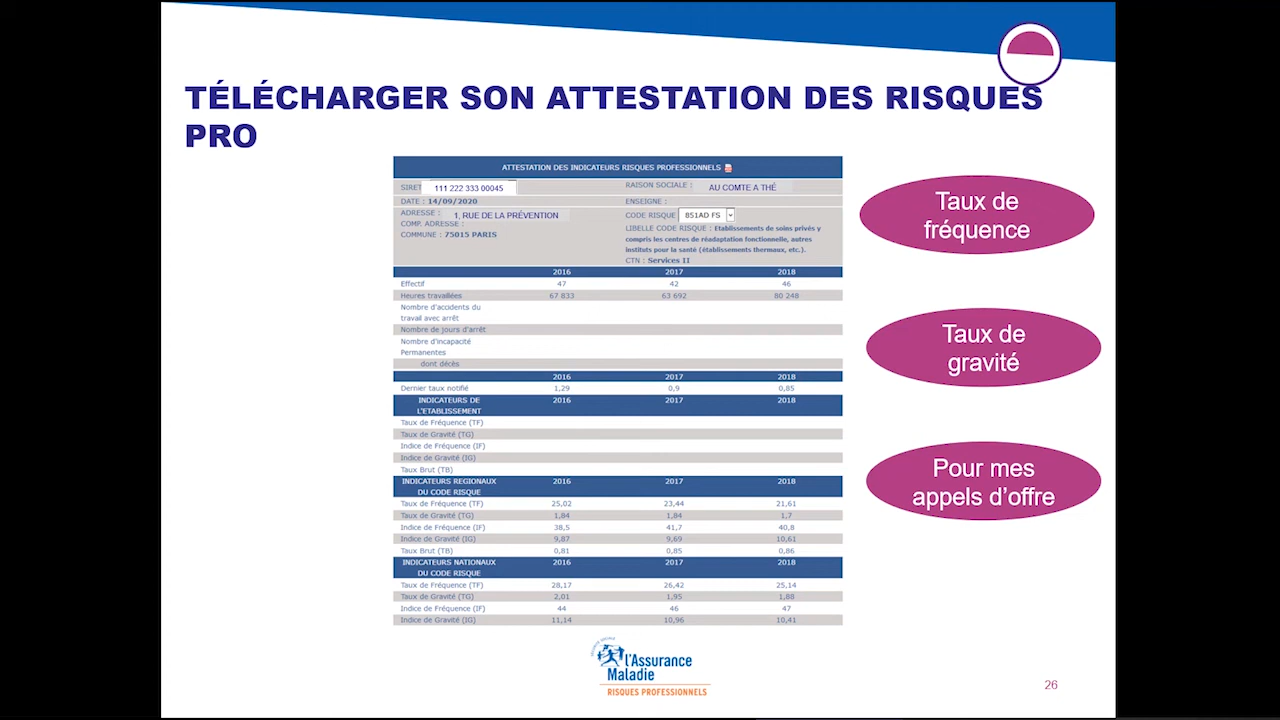 TÉLÉCHARGER SON ATTESTATION DES RISQUES
PRO
ATTESTATION DES INDICATEURS RISQUES PROFESSIONNELS
SIRET 111 222 333 00045
RAISON SOCIALE : AU COMTE A THÉ
DATE : 14/09/2020
ENSEIGNE :
ADRESSE : 1, RUE DE LA PRÉVENTION
CODE RISQUE 851AD FS
COMP. ADRESSE :
LIBELLE CODE RISQUE : Etablissements de soins privés y
COMMUNE : 75015 PARIS
compris les centres de réadaptation fonctionnelle, autres
instituts pour la santé (établissements thermaux, etc.).
CTN : Services II
2016 2017 2018
Effectif 47 42 46
Heures travaillées 67 833 63 692 80 248
Nombre d'accidents du
travail avec arrêt
Nombre de jours d'arrêt
Nombre d'incapacité
Permanentes
dont décès
2016 2017 2018
Dernier taux notifié 1,29 0,9 0,85
INDICATEURS DE 2016 2017 2018
L'ETABLISSEMENT
Taux de Fréquence (TF)
Taux de Gravité (TG)
Indice de Fréquence (IF)
Indice de Gravité (IG)
Taux Brut (TB)
INDICATEURS REGIONAUX 2016 2017 2018
DU CODE RISQUE
Taux de Fréquence (TF) 25,02 23,44 21,61
Taux de Gravité (TG) 1,84 1,84 1,7
Indice de Fréquence (IF) 38,5 41,7 40,8
Indice de Gravité (IG) 9,87 9,69 10,61
Taux Brut (TB) 0,81 0,85 0,86
INDICATEURS NATIONAUX 2016 2017 2018
DU CODE RISQUE
Taux de Fréquence (TF) 28,17 26,42 25,14
Taux de Gravité (TG) 2,01 1,95 1,88
Indice de Fréquence (IF) 44 46 47
Indice de Gravité (IG) 11,14 10,96 10,41
Taux de
fréquence
Taux de
gravité
Pour mes
appels d'offre
l'Assurance
Maladie
RISQUES PROFESSIONNELS
26